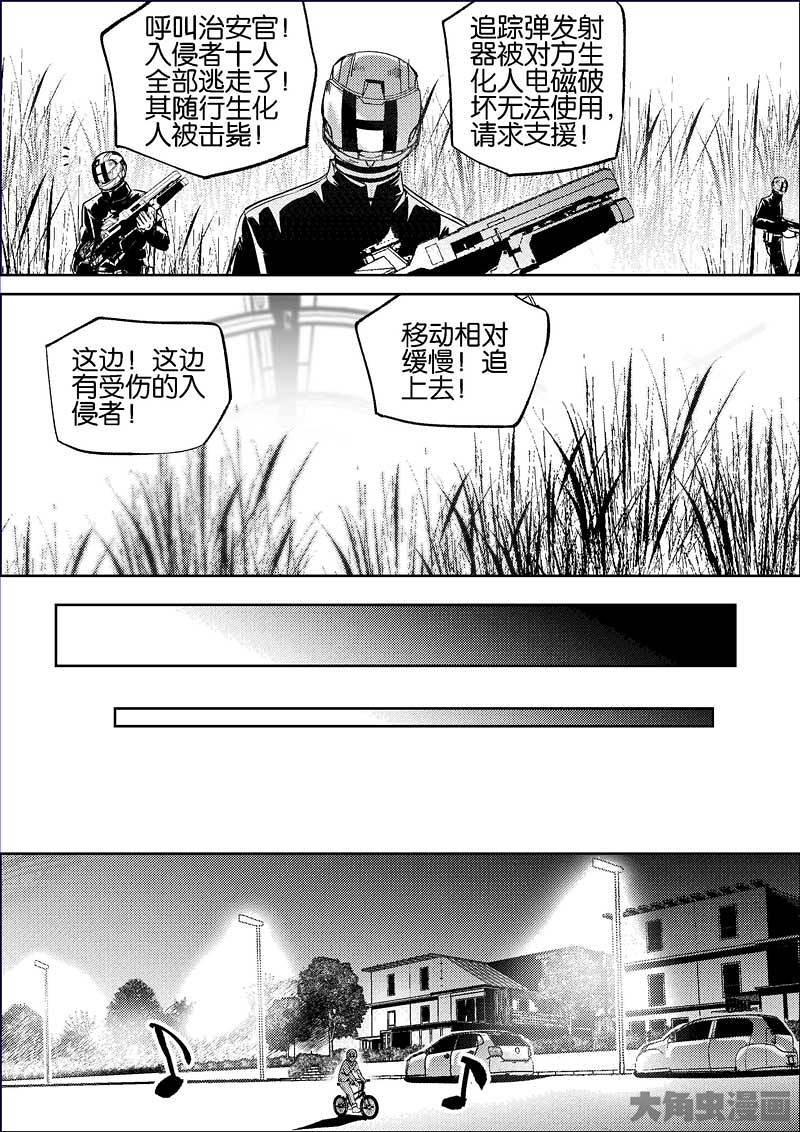 呼叫治安官！
入侵者十人
全部逃走了！
其随行生化
人被击毙！
追踪弹发射
器被对方生
化人电磁破
坏无法使用，
请求支援！
这边！这边
有受伤的入
侵者！
移动相对
缓慢！追
上去！
大角虫漫画